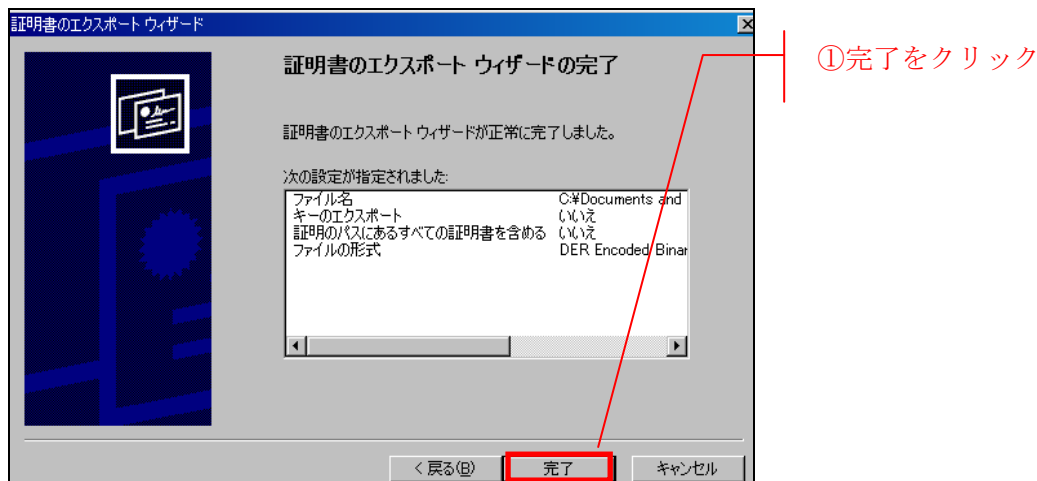 証明書のエクスポート ウィザード
証明書のエクスポート ウィザードの完了
①完了をクリック
証明書のエクスポート ウィザードが正常に完了しました。
次の設定が指定されました:
ファイル名 C:¥Documents and
キーのエクスポート いいえ
証明のパスにあるすべての証明書を含める いいえ
ファイルの形式 DER Encoded Binar
< 戻る(B) 完了 キャンセル